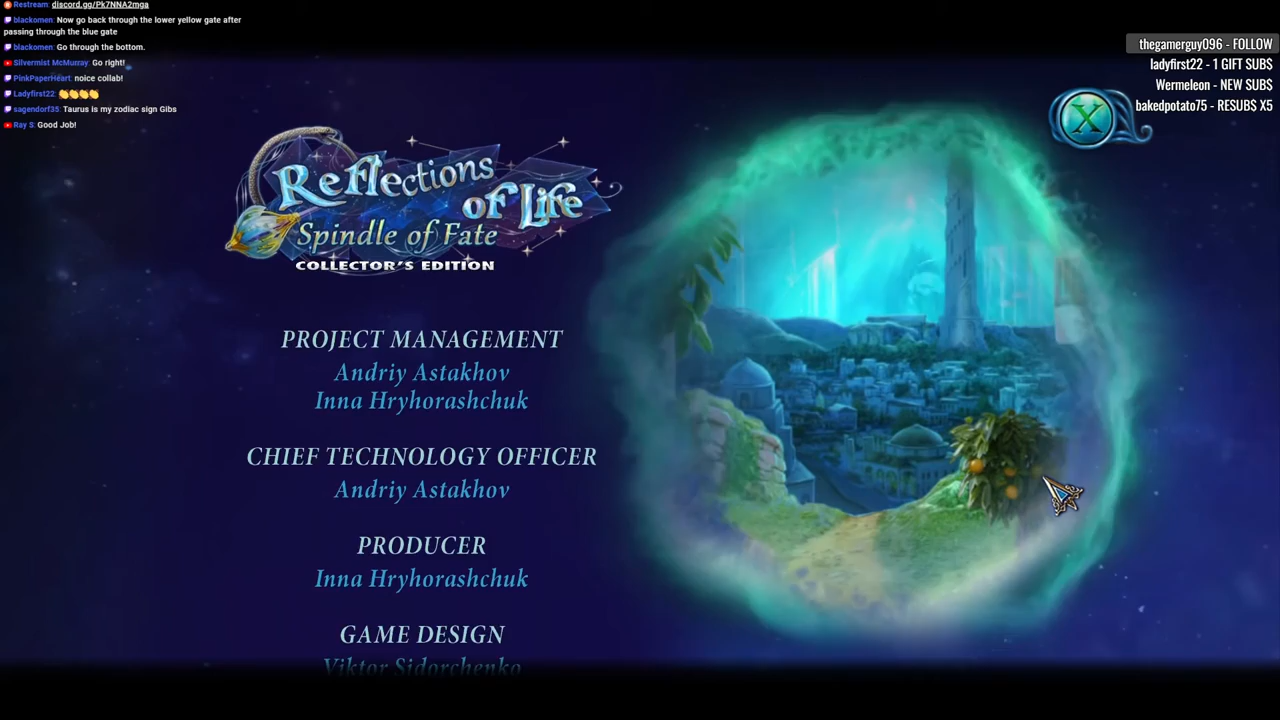 Restream: discord.gg/Pk7NNA2mga
blackomen: Now go back through the lower yellow gate after
passing through the blue gate
blackomen: Go through the bottom.
Silvermist McMurray: Go right!
PinkPaperHeart: noice collab!
Ladyfirst22: 👏👏👏👏
sagendorf35: Taurus is my zodiac sign Gibs
Ray S: Good Job!
thegamerguy096 - FOLLOW
ladyfirst22 - 1 GIFT SUBS
Wermeleon - NEW SUBS
bakedpotato75 - RESUBS X5
X
Reflections
of Life
Spindle of Fate
COLLECTOR'S EDITION
PROJECT MANAGEMENT
Andriy Astakhov
Inna Hryhorashchuk
CHIEF TECHNOLOGY OFFICER
Andriy Astakhov
PRODUCER
Inna Hryhorashchuk
GAME DESIGN
Viktor Sidorchenko